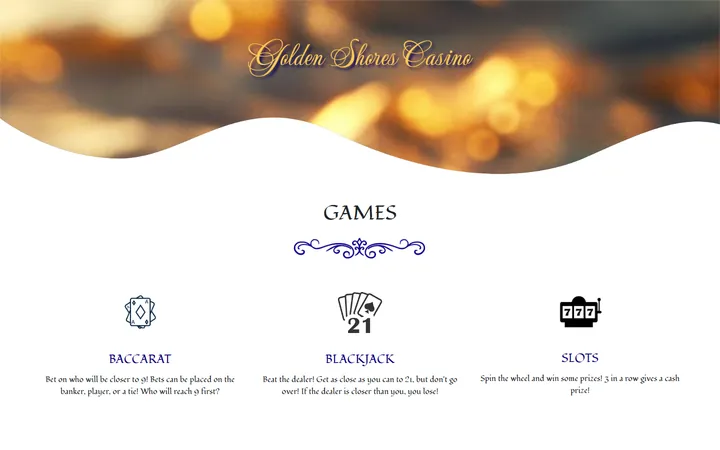 Golden Shores Casino
GAMES
21
777
BACCARAT
BLACKJACK
SLOTS
Bet on who will be closer to 9! Bets can be placed on the
banker, player, or a tie! Who will reach 9 first?
Beat the dealer! Get as close as you can to 21, but don't go
over! If the dealer is closer than you, you lose!
Spin the wheel and win some prizes! 3 in a row gives a cash
prize!